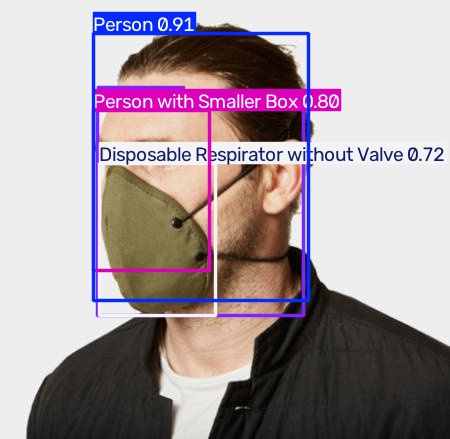 Person 0.91
Person with Smaller Box 0.80
Disposable Respirator without Valve 0.72